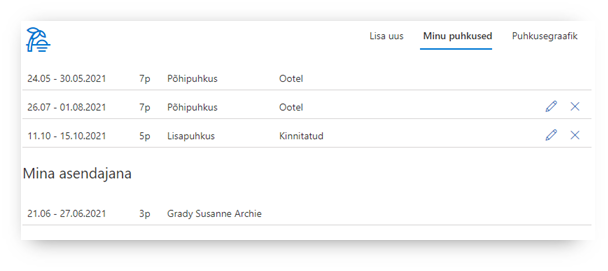 Lisa uus Minu puhkused Puhkusegraafik
24.05 - 30.05.2021 7p Põhipuhkus Ootel
26.07 - 01.08.2021 7p Põhipuhkus Ootel
11.10 - 15.10.2021 5p Lisapuhkus Kinnitatud
Mina asendajana
21.06 - 27.06.2021 3p Grady Susanne Archie